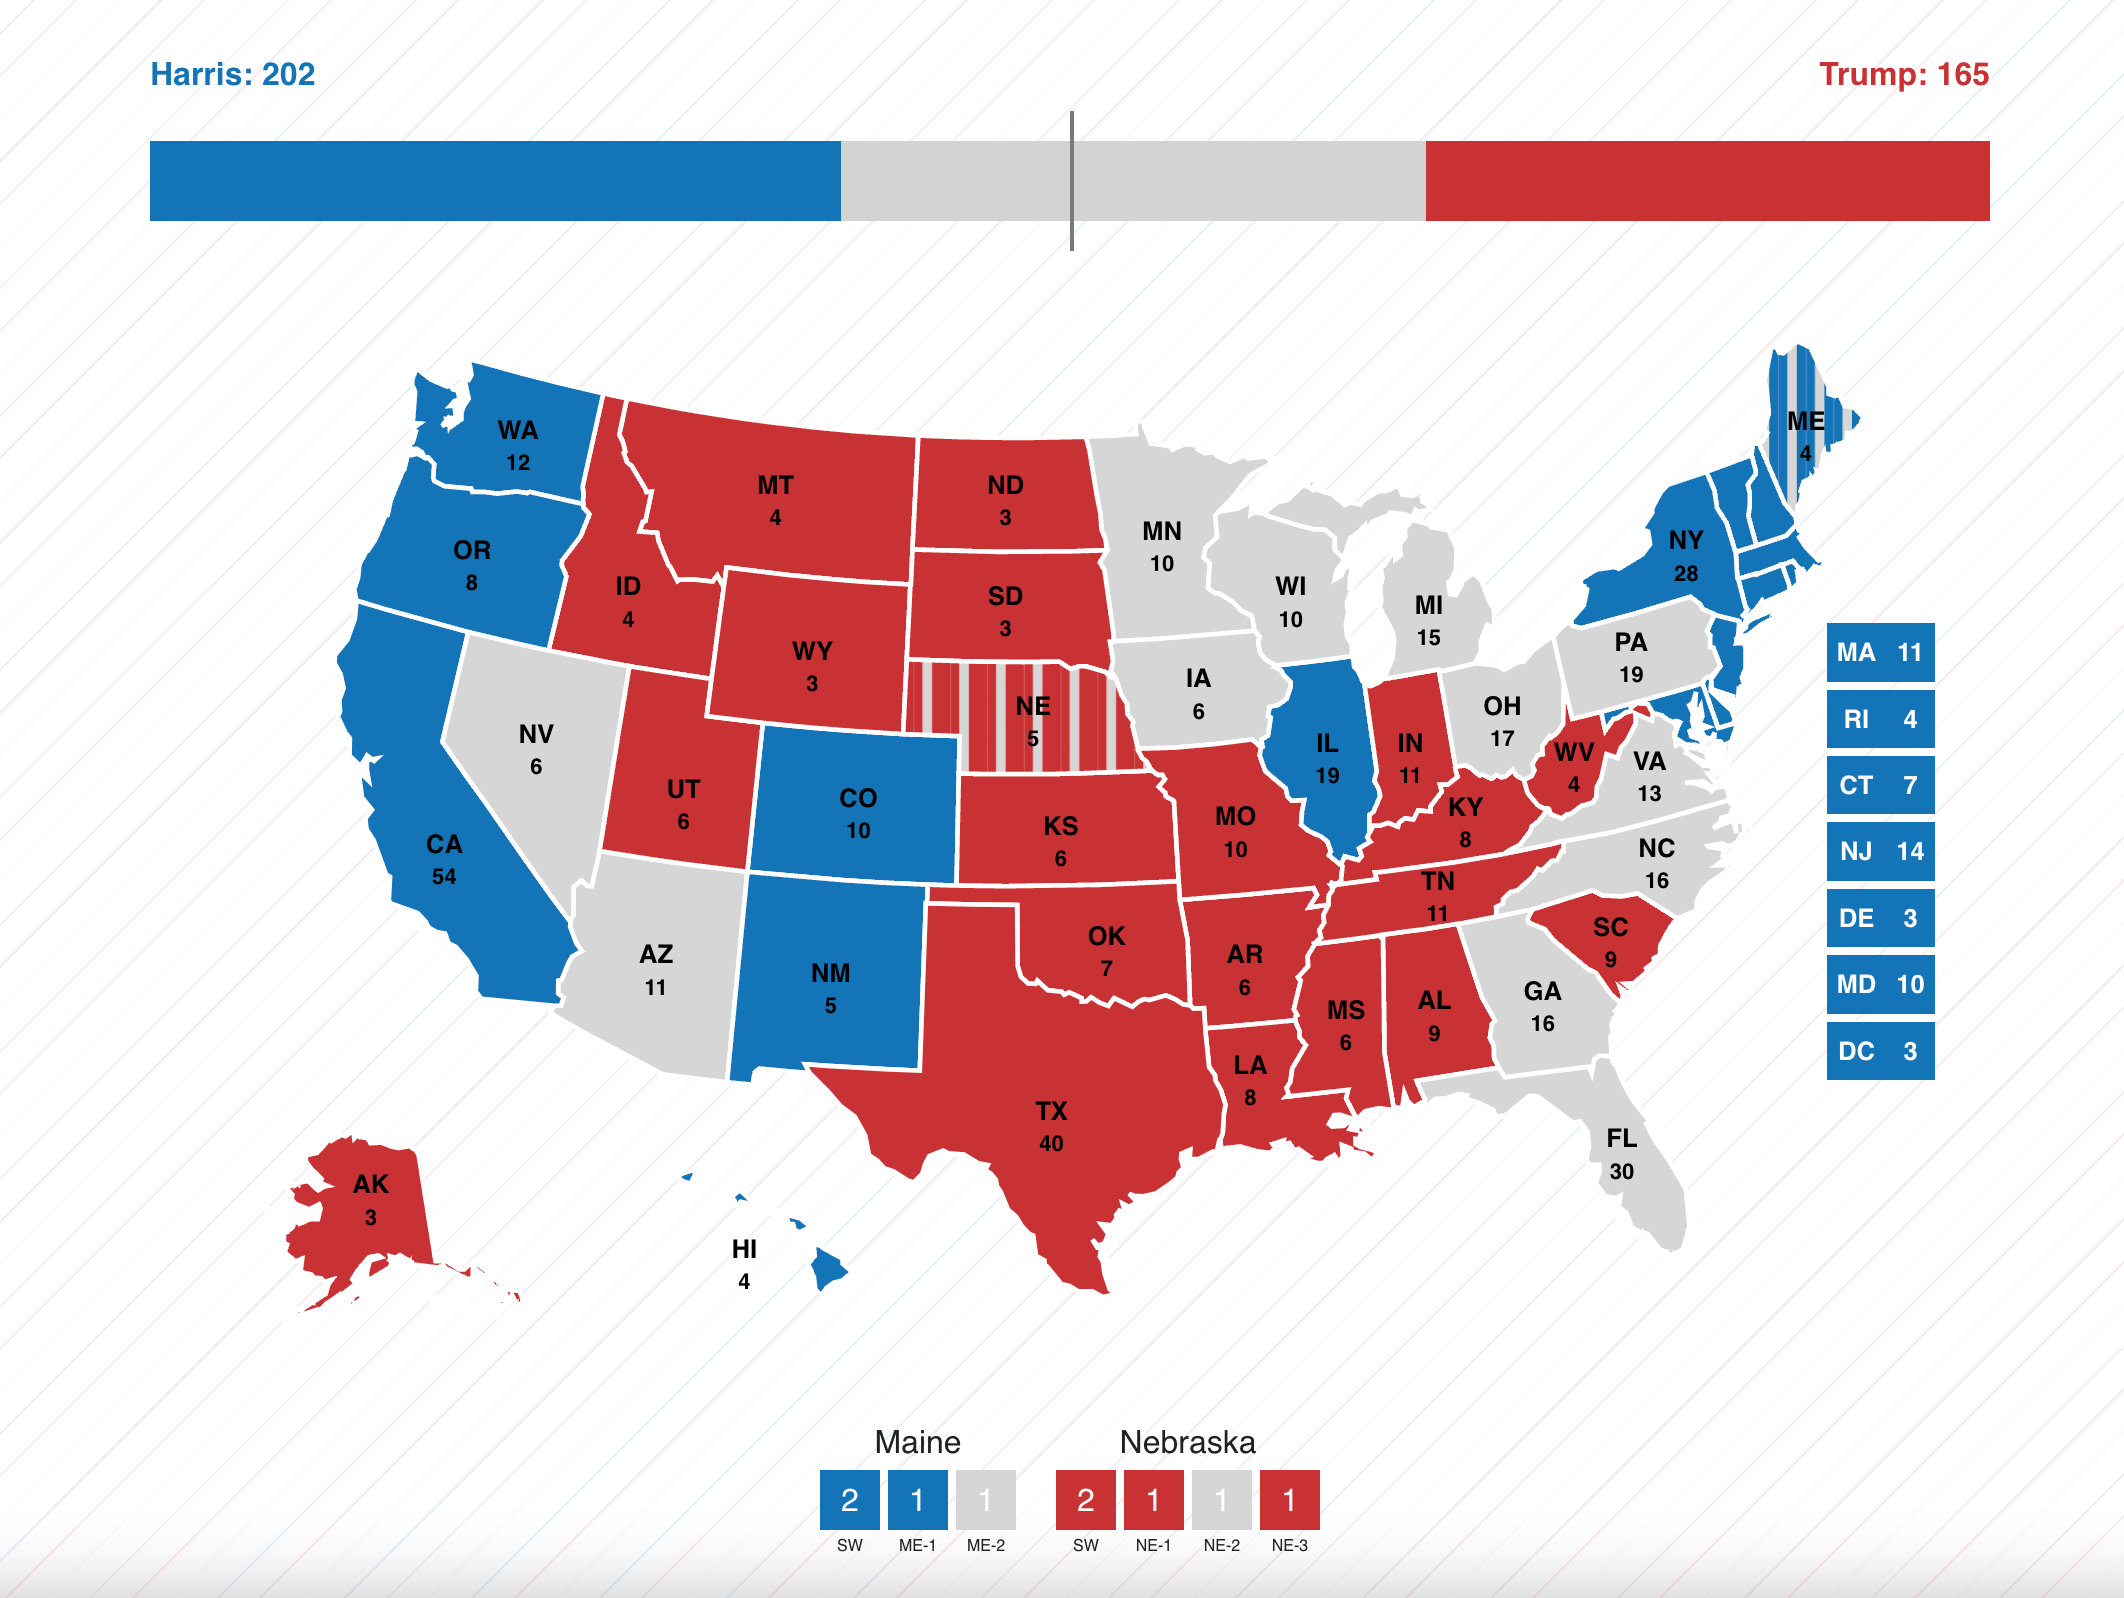 Harris: 202
Trump: 165
WA
12
OR
8
CA
54
NV
6
ID
4
MT
4
WY
3
UT
6
CO
10
AZ
11
NM
5
ND
3
SD
3
NE
5
KS
6
OK
7
TX
40
MN
10
IA
6
MO
10
AR
6
LA
8
WI
10
IL
19
MI
15
IN
11
OH
17
KY
8
TN
11
MS
6
AL
9
GA
16
FL
30
SC
9
NC
16
VA
13
WV
4
PA
19
NY
28
ME
4
MA 11
RI 4
CT 7
NJ 14
DE 3
MD 10
DC 3
AK
3
HI
4
Maine
2
1
1
SW
ME-1
ME-2
Nebraska
2
1
1
1
SW
NE-1
NE-2
NE-3